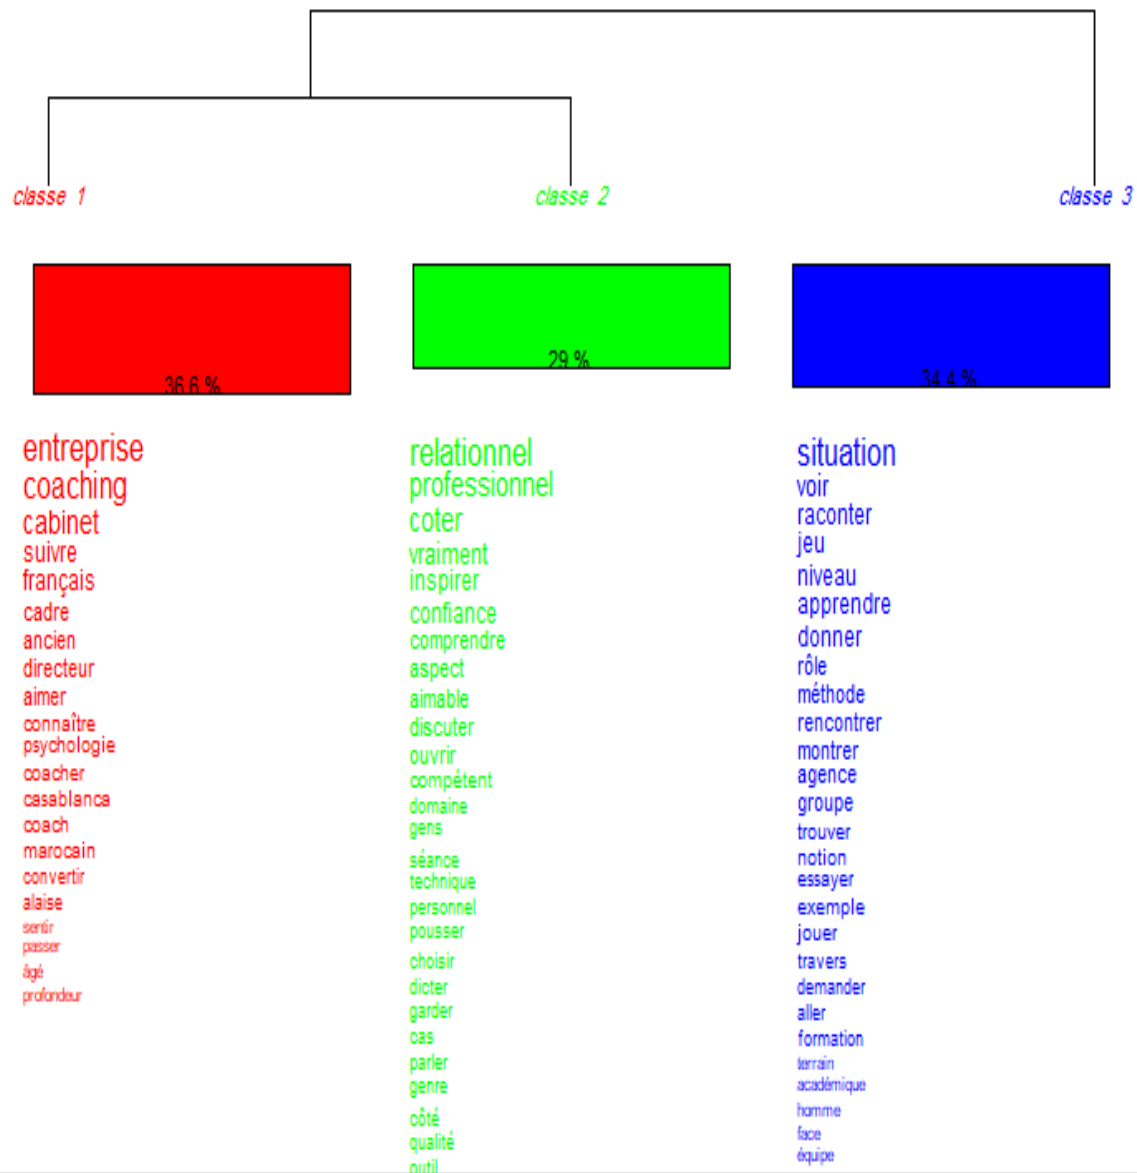 classe 1
classe 2
classe 3
36.6 %
29 %
34.4 %
entreprise
coaching
cabinet
suivre
français
cadre
ancien
directeur
aimer
connaître
psychologie
coacher
casablanca
coach
marocain
convertir
alaise
sentir
passer
âgé
profondeur
relationnel
professionnel
coter
vraiment
inspirer
confiance
comprendre
aspect
aimable
discuter
ouvrir
compétent
domaine
gens
séance
technique
personnel
pousser
choisir
dicter
garder
cas
parler
genre
côté
qualité
outil
situation
voir
raconter
jeu
niveau
apprendre
donner
rôle
méthode
rencontrer
montrer
agence
groupe
trouver
notion
essayer
exemple
jouer
travers
demander
aller
formation
terrain
académique
homme
face
équipe